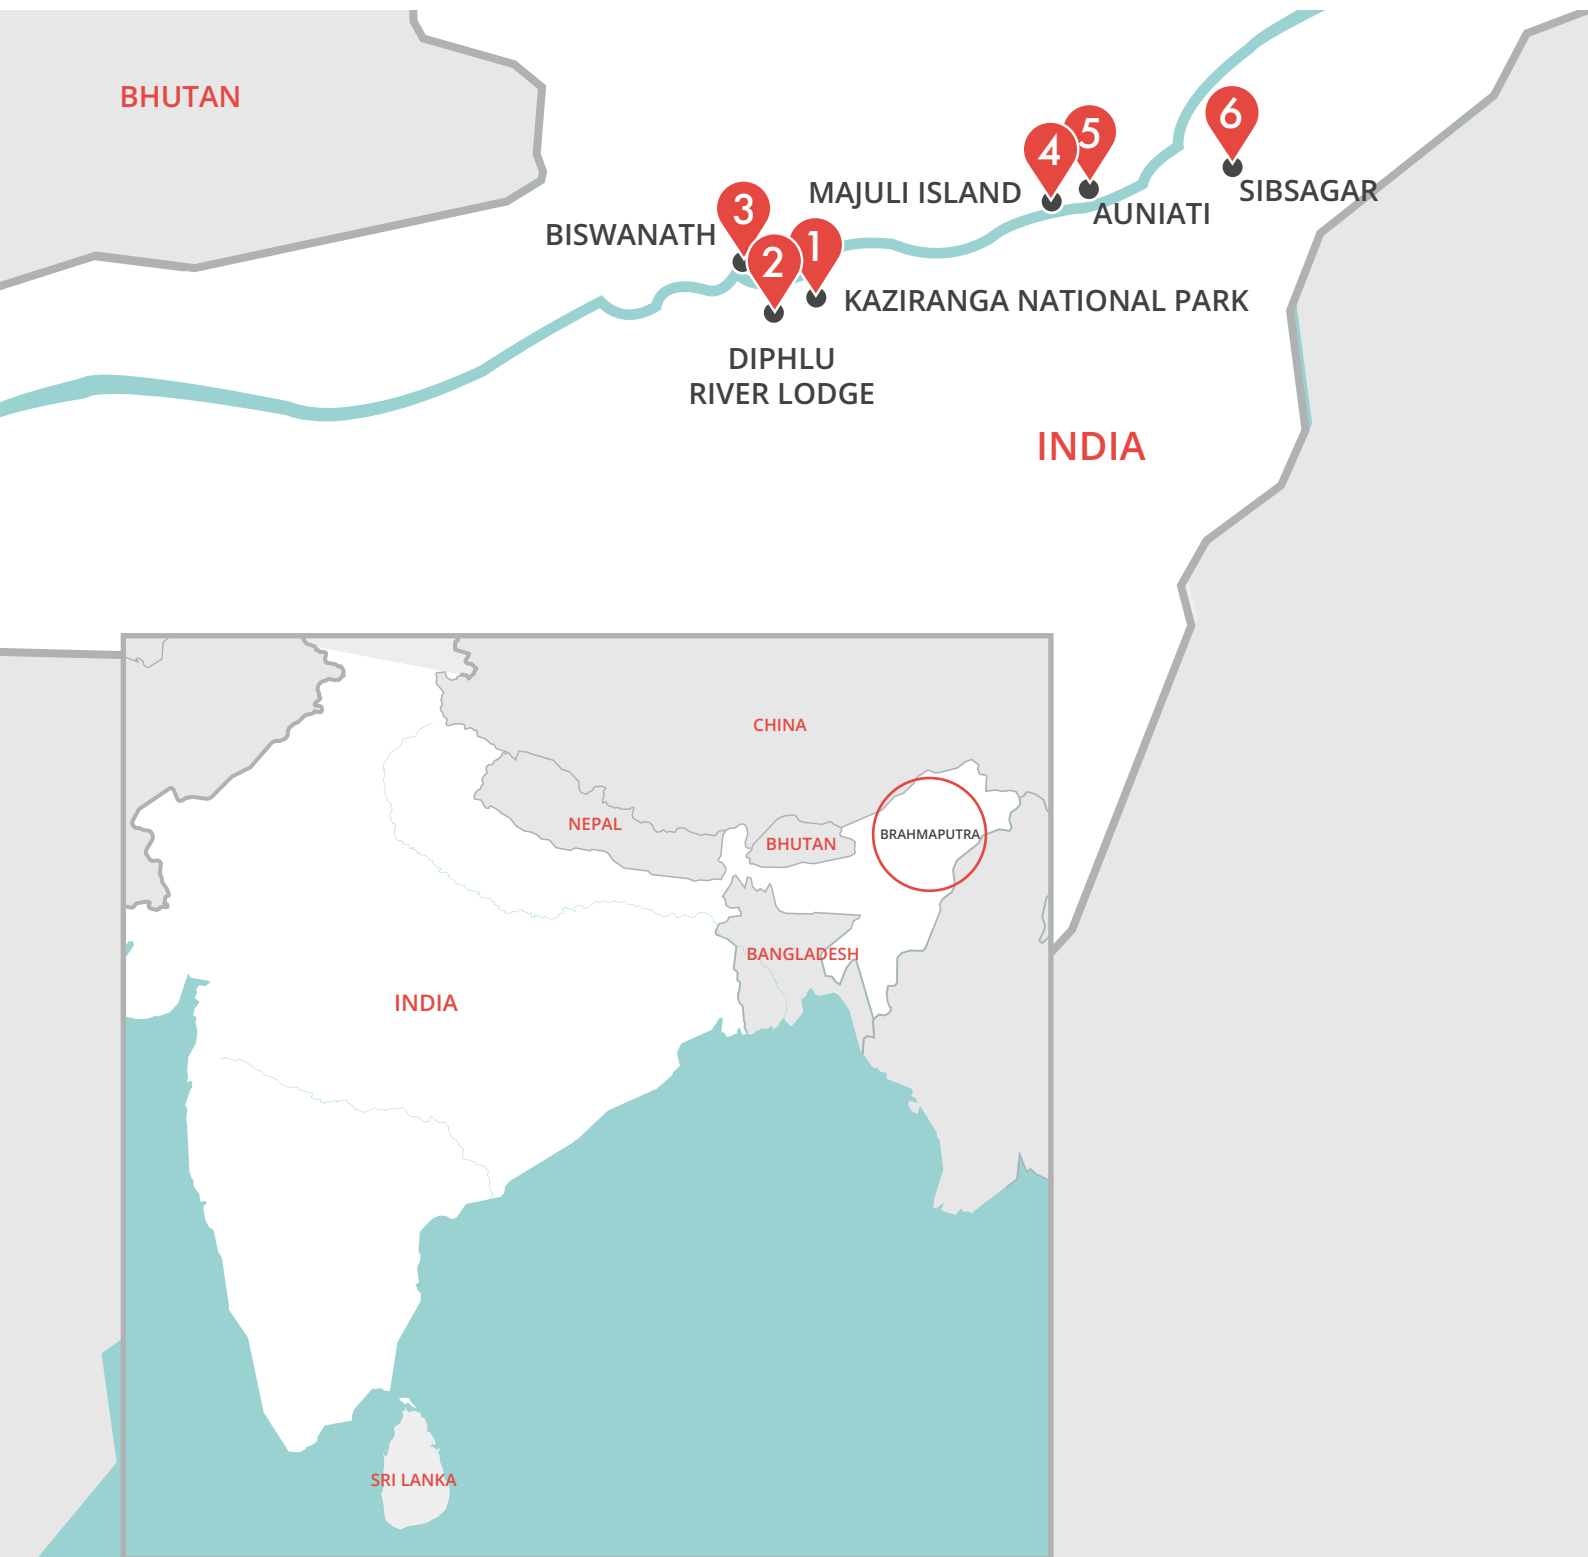 BHUTAN
6
5
4
SIBSAGAR
MAJULI ISLAND
AUNIATI
3
BISWANATH
1
2
KAZIRANGA NATIONAL PARK
DIPHLU
RIVER LODGE
INDIA
CHINA
NEPAL
BRAHMAPUTRA
BHUTAN
BANGLADESH
INDIA
SRI LANKA